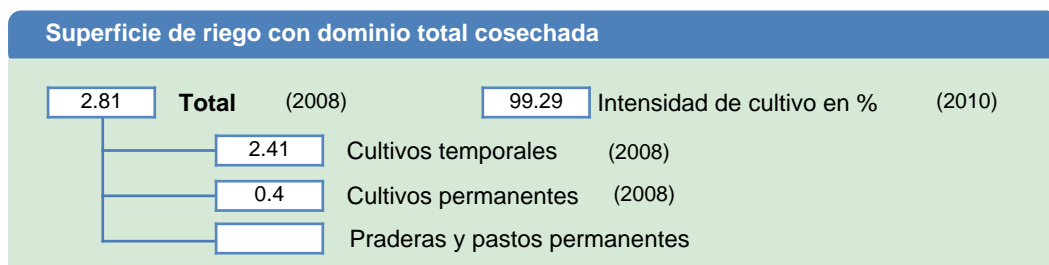 Superficie de riego con dominio total cosechada
2.81 Total (2008) 99.29 Intensidad de cultivo en % (2010)
2.41 Cultivos temporales (2008)
0.4 Cultivos permanentes (2008)
Praderas y pastos permanentes